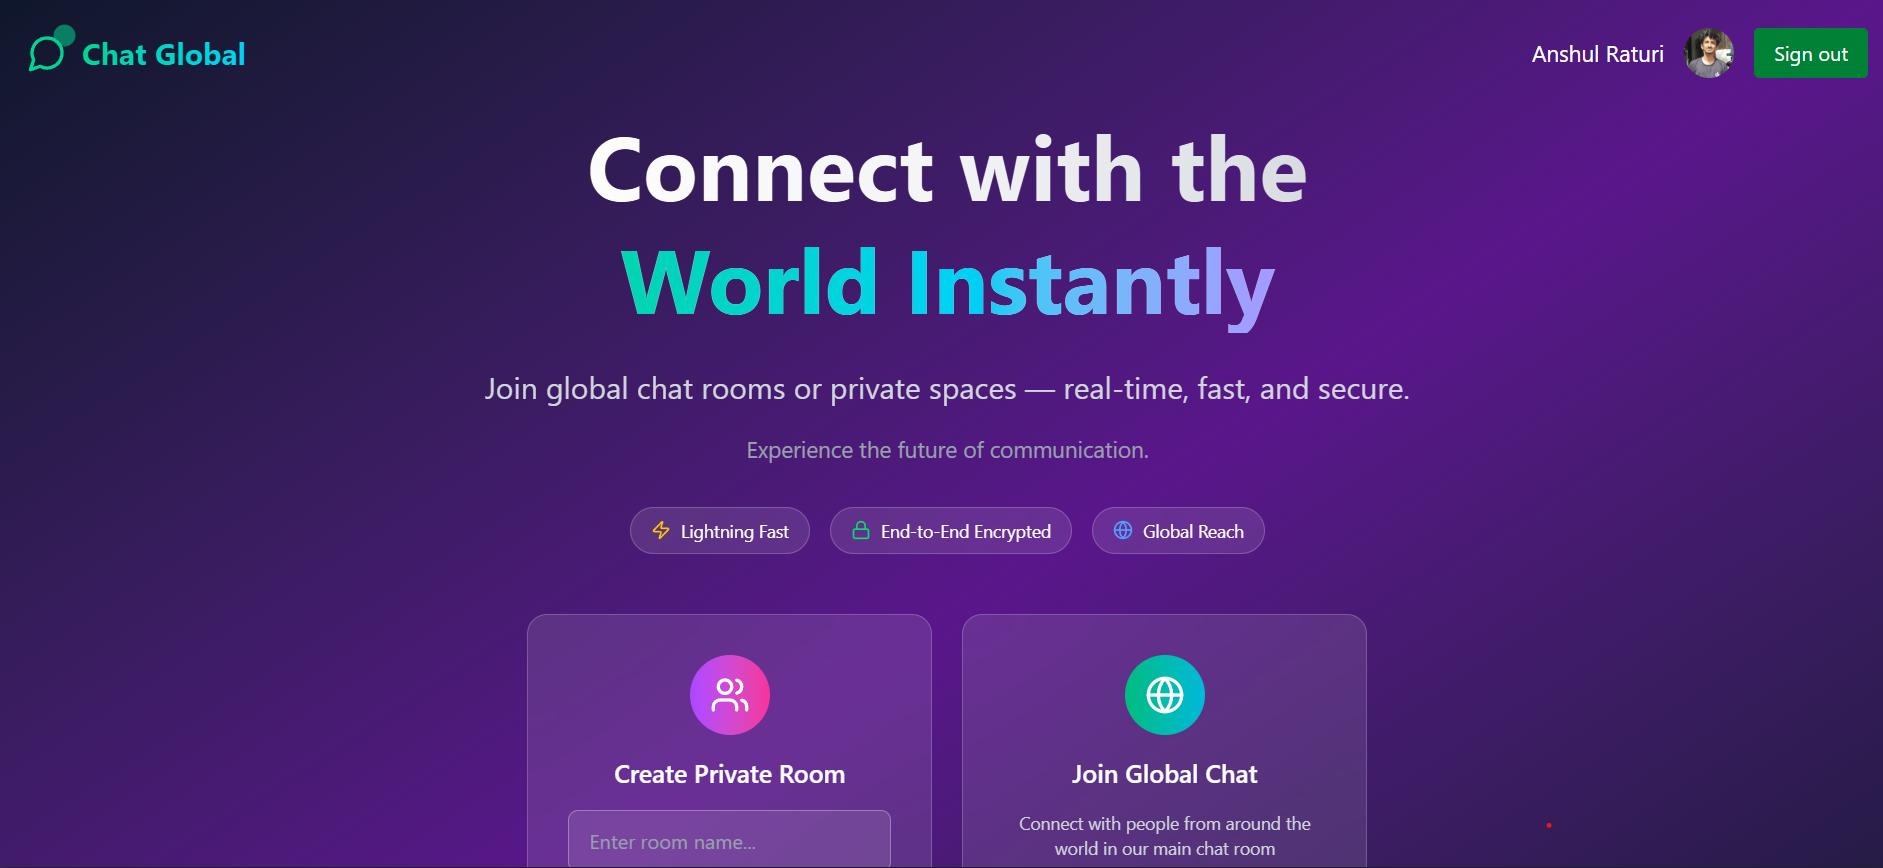 Chat Global
Anshul Raturi
Sign out
Connect with the
World Instantly
Join global chat rooms or private spaces — real-time, fast, and secure.
Experience the future of communication.
Lightning Fast
End-to-End Encrypted
Global Reach
Create Private Room
Enter room name...
Join Global Chat
Connect with people from around the
world in our main chat room